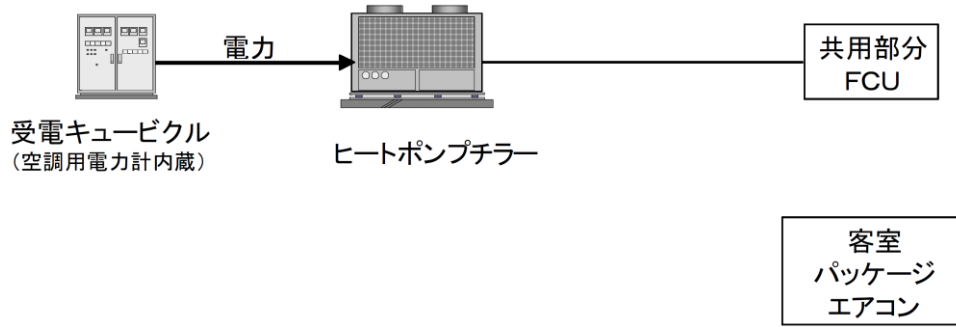 電力
共用部分
FCU
受電キュービクル
（空調用電力計内蔵）
ヒートポンプチラー
客室
パッケージ
エアコン